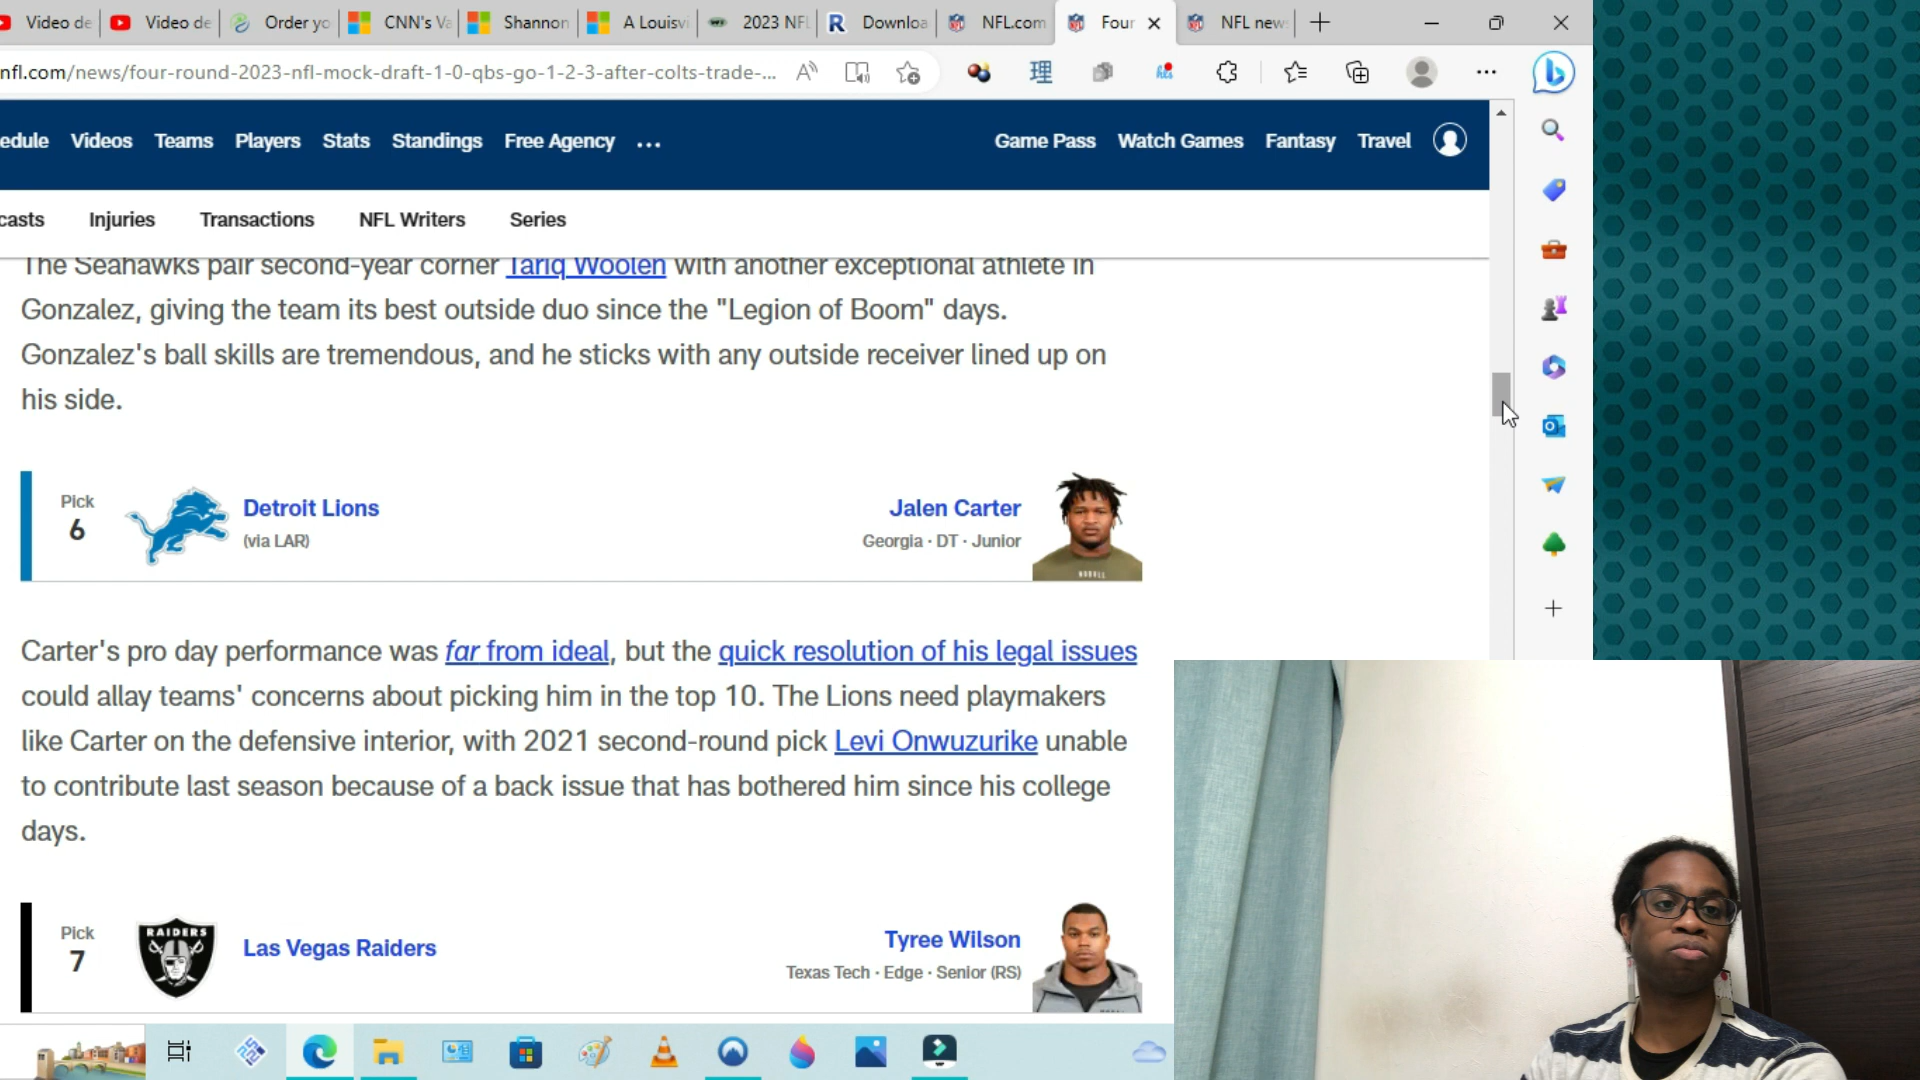 Video de
Video de
Order yo
CNN's Va
Shannon
A Louisvi
2023 NFL
Downloa
NFL.com
Four
NFL new
nfl.com/news/four-round-2023-nfl-mock-draft-1-0-qbs-go-1-2-3-after-colts-trade-...
理
hls
edule Videos Teams Players Stats Standings Free Agency ...
Game Pass Watch Games Fantasy Travel
casts Injuries Transactions NFL Writers Series
The Seahawks pair second-year corner Tariq Woolen with another exceptional athlete in
Gonzalez, giving the team its best outside duo since the "Legion of Boom" days.
Gonzalez's ball skills are tremendous, and he sticks with any outside receiver lined up on
his side.
Pick
6
Detroit Lions
(via LAR)
Jalen Carter
Georgia · DT · Junior
Carter's pro day performance was far from ideal, but the quick resolution of his legal issues
could allay teams' concerns about picking him in the top 10. The Lions need playmakers
like Carter on the defensive interior, with 2021 second-round pick Levi Onwuzurike unable
to contribute last season because of a back issue that has bothered him since his college
days.
Pick
7
RAIDERS
Las Vegas Raiders
Tyree Wilson
Texas Tech · Edge · Senior (RS)